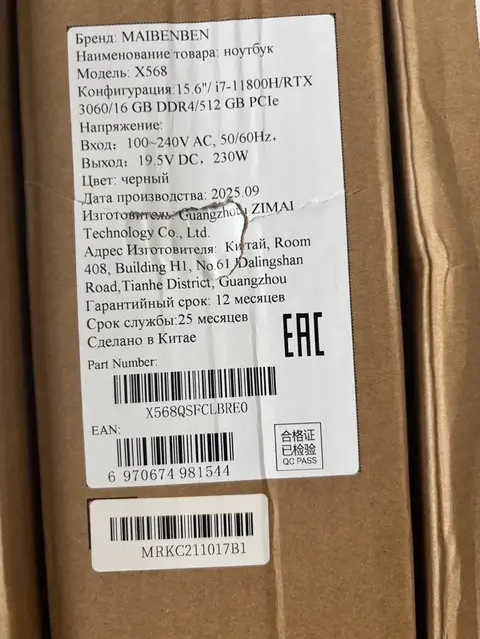 Бренд: MAIBENBEN
Наименование товара: ноутбук
Модель: X568
Конфигурация:15.6"/ i7-11800H/RTX
3060/16 GB DDR4/512 GB PCIe
Напряжение:
Вход: 100~240V AC, 50/60Hz,
Выход: 19.5V DC, 230W
Цвет: черный
Дата производства: 2025.09
Изготовитель: Guangzhou ZIMAI
Technology Co., Ltd.
Адрес Изготовителя: Китай, Room
408, Building H1, No.61 Dalingshan
Road,Tianhe District, Guangzhou
Гарантийный срок: 12 месяцев
Срок службы:25 месяцев
Сделано в Китае
EAC
Part Number:
X568QSFCLBRE0
EAN:
6 970674 981544
合格证
已检验
QC PASS
MRKC211017B1